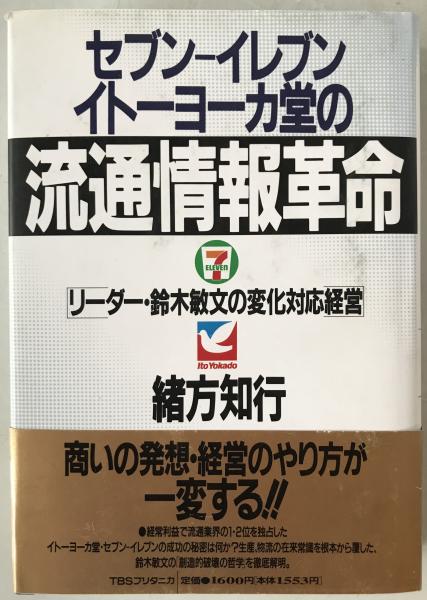 セブン-イレブン
イトーヨーカ堂の
流通情報革命
7
ELEVEN
[リーダー・鈴木敏文の変化対応経営]
Ito Yokado
緒方知行
商いの発想・経営のやり方が
一変する!!
●経常利益で流通業界の1・2位を独占した
イトーヨーカ堂・セブン-イレブンの成功の秘密は何か?生産、物流の在来常識を根本から覆した、
鈴木敏文の「創造的破壊の哲学」を徹底解明。
TBSブリタニカ 定価●1600円[本体1553円]